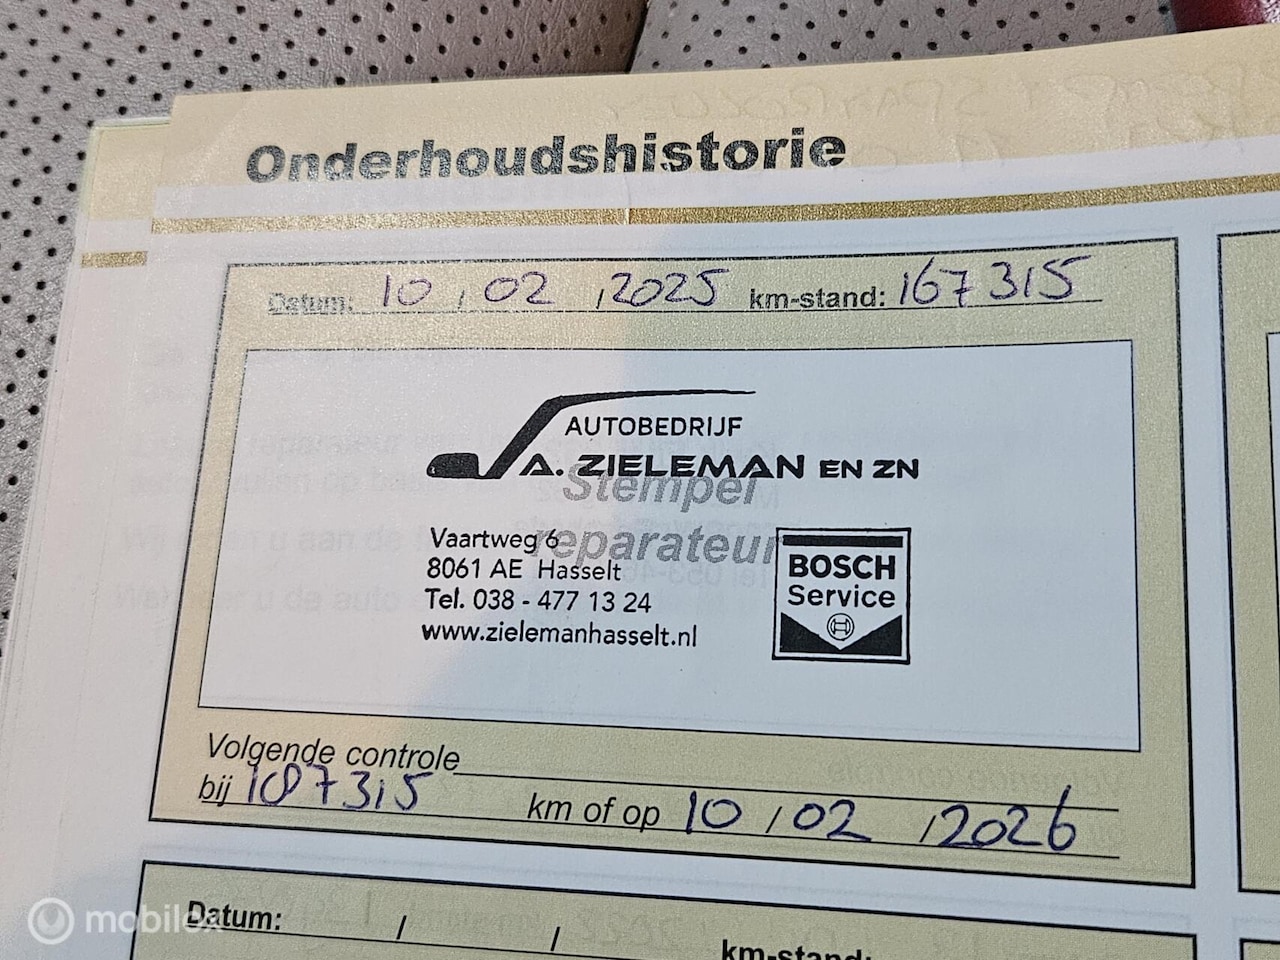 Onderhoudshistorie
Datum: 10 / 02 / 2025 km-stand: 167315
AUTOBEDRIJF
A. ZIELEMAN EN ZN
Stempel
reparateur
Vaartweg 6
8061 AE Hasselt
Tel. 038 - 477 13 24
www.zielemanhasselt.nl
BOSCH
Service
Volgende controle
bij 187315 km of op 10 / 02 / 2026
Datum: / / km-stand:
mobilox